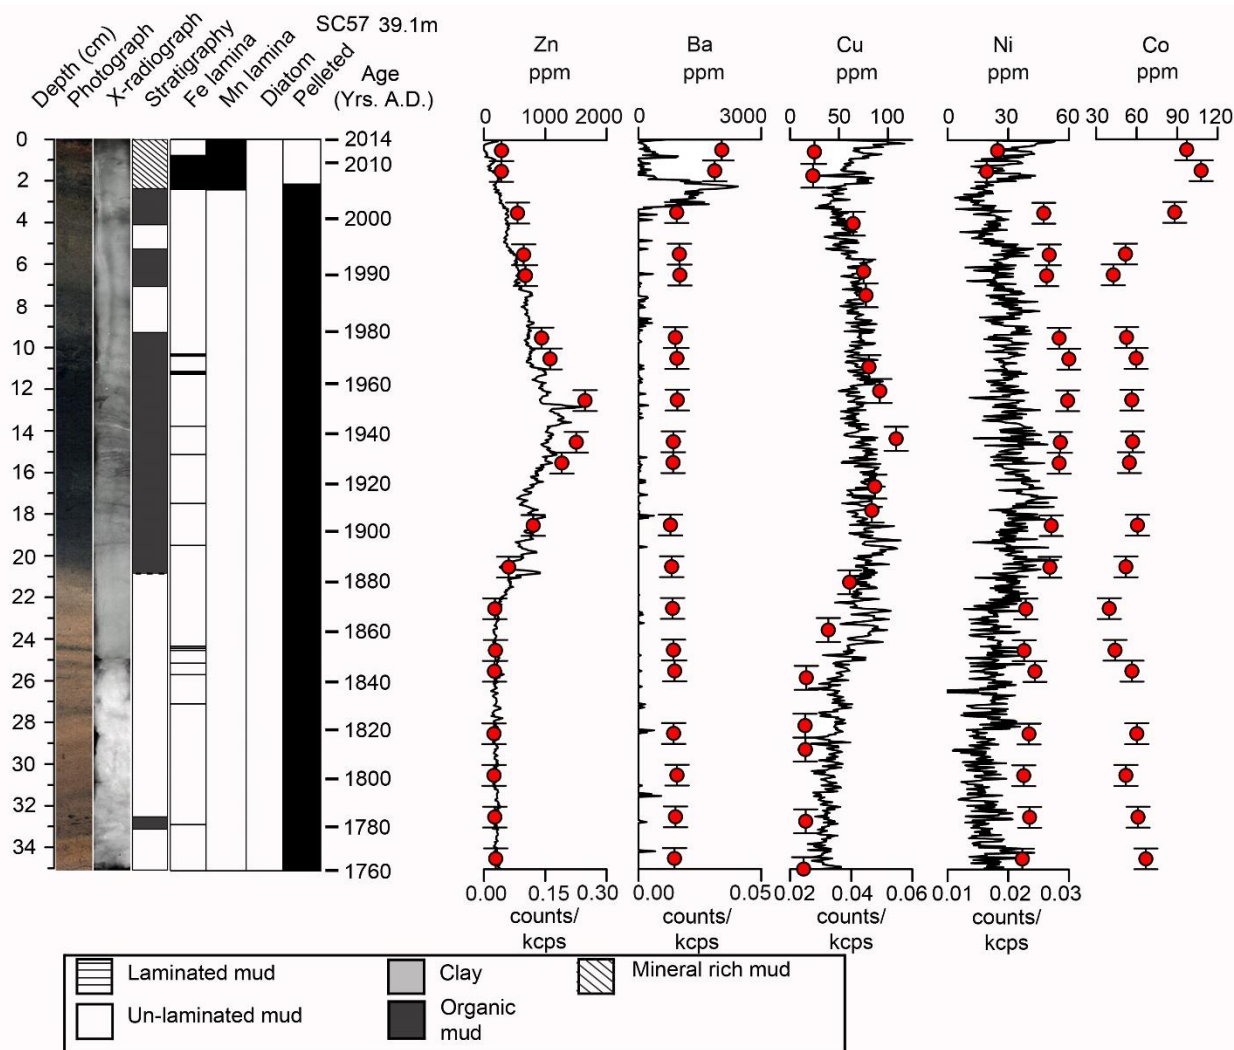 SC57 39.1m
Depth (cm)
Photograph
X-radiograph
Stratigraphy
Fe lamina
Mn lamina
Diatom
Pelleted
Age
(Yrs. A.D.)
Zn
ppm
Ba
ppm
Cu
ppm
Ni
ppm
Co
ppm
0 1000 2000
0 3000
0 50 100
0 30 60
30 60 90 120
0
2
4
6
8
10
12
14
16
18
20
22
24
26
28
30
32
34
2014
2010
2000
1990
1980
1960
1940
1920
1900
1880
1860
1840
1820
1800
1780
1760
0.00 0.15 0.30
counts/
kcps
0.00 0.05
counts/
kcps
0.02 0.04 0.06
counts/
kcps
0.01 0.02 0.03
counts/
kcps
Laminated mud
Un-laminated mud
Clay
Organic
mud
Mineral rich mud